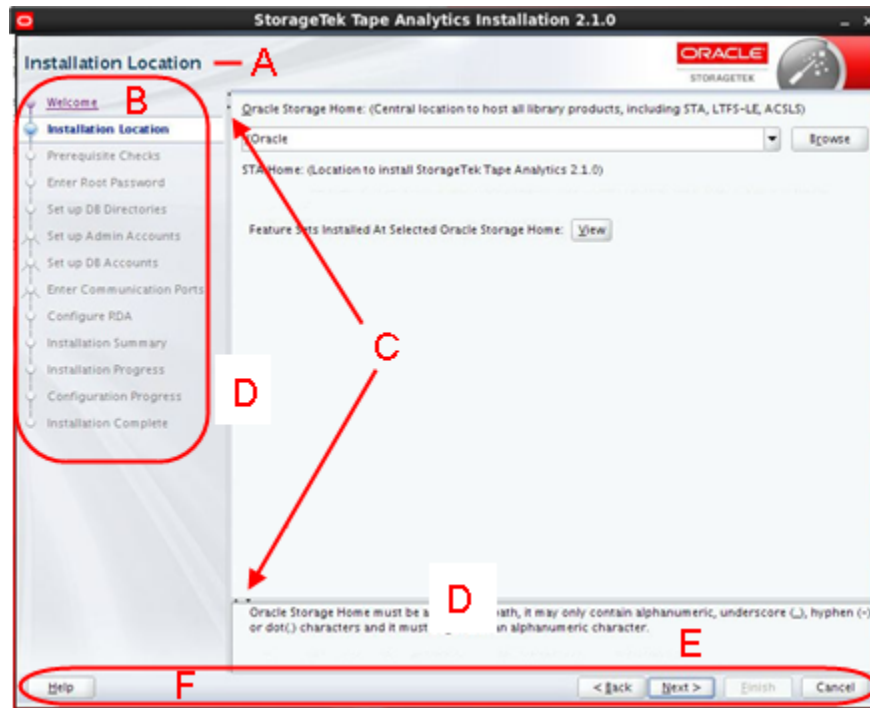 StorageTek Tape Analytics Installation 2.1.0
Installation Location
A
ORACLE
STORAGETEK
B
Welcome
Installation Location
Prerequisite Checks
Enter Root Password
Set up DB Directories
Set up Admin Accounts
Set up DB Accounts
Enter Communication Ports
Configure RDA
Installation Summary
Installation Progress
Configuration Progress
Installation Complete
Oracle Storage Home: (Central location to host all library products, including STA, LTFS-LE, ACSLS)
/Oracle
Browse
STA Home: (Location to install StorageTek Tape Analytics 2.1.0)
Feature Sets Installed At Selected Oracle Storage Home: View
C
D
D
Oracle Storage Home must be a path, it may only contain alphanumeric, underscore (_), hyphen (-)
or dot(.) characters and it must an alphanumeric character.
E
F
Help
< Back
Next >
Finish
Cancel